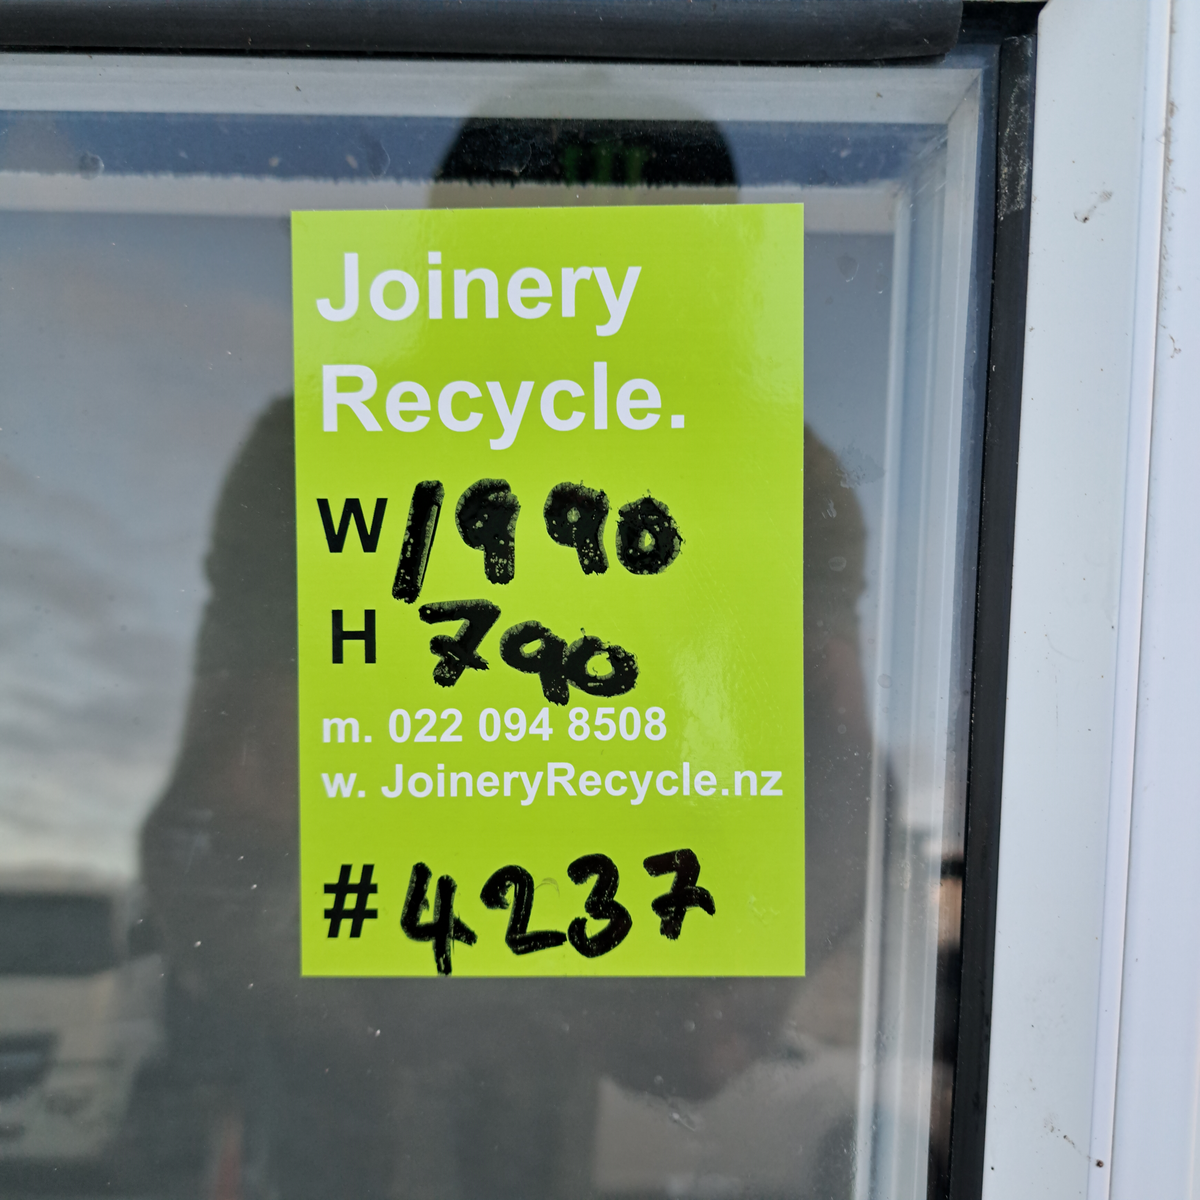 Joinery
Recycle.
W 1990
H 790
m. 022 094 8508
w. JoineryRecycle.nz
# 4237